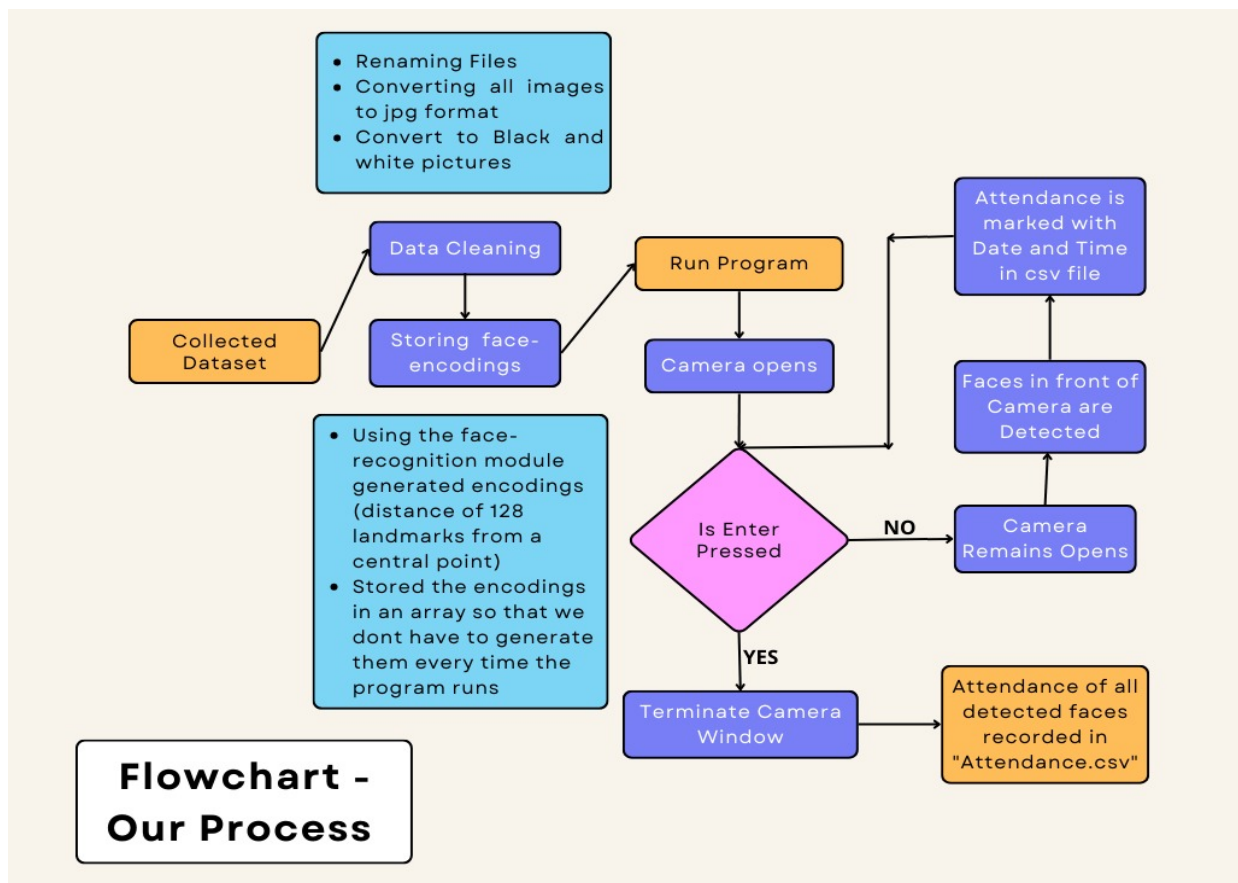 • Renaming Files
• Converting all images
to jpg format
• Convert to Black and
white pictures
Data Cleaning
Collected
Dataset
Storing face-
encodings
• Using the face-
recognition module
generated encodings
(distance of 128
landmarks from a
central point)
• Stored the encodings
in an array so that we
dont have to generate
them every time the
program runs
Run Program
Camera opens
Is Enter
Pressed
NO
Camera
Remains Opens
Faces in front of
Camera are
Detected
Attendance is
marked with
Date and Time
in csv file
YES
Terminate Camera
Window
Attendance of all
detected faces
recorded in
"Attendance.csv"
Flowchart -
Our Process